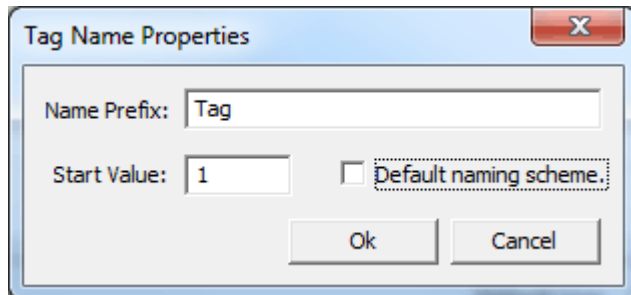 Tag Name Properties
Name Prefix: Tag
Start Value: 1 Default naming scheme.
Ok Cancel